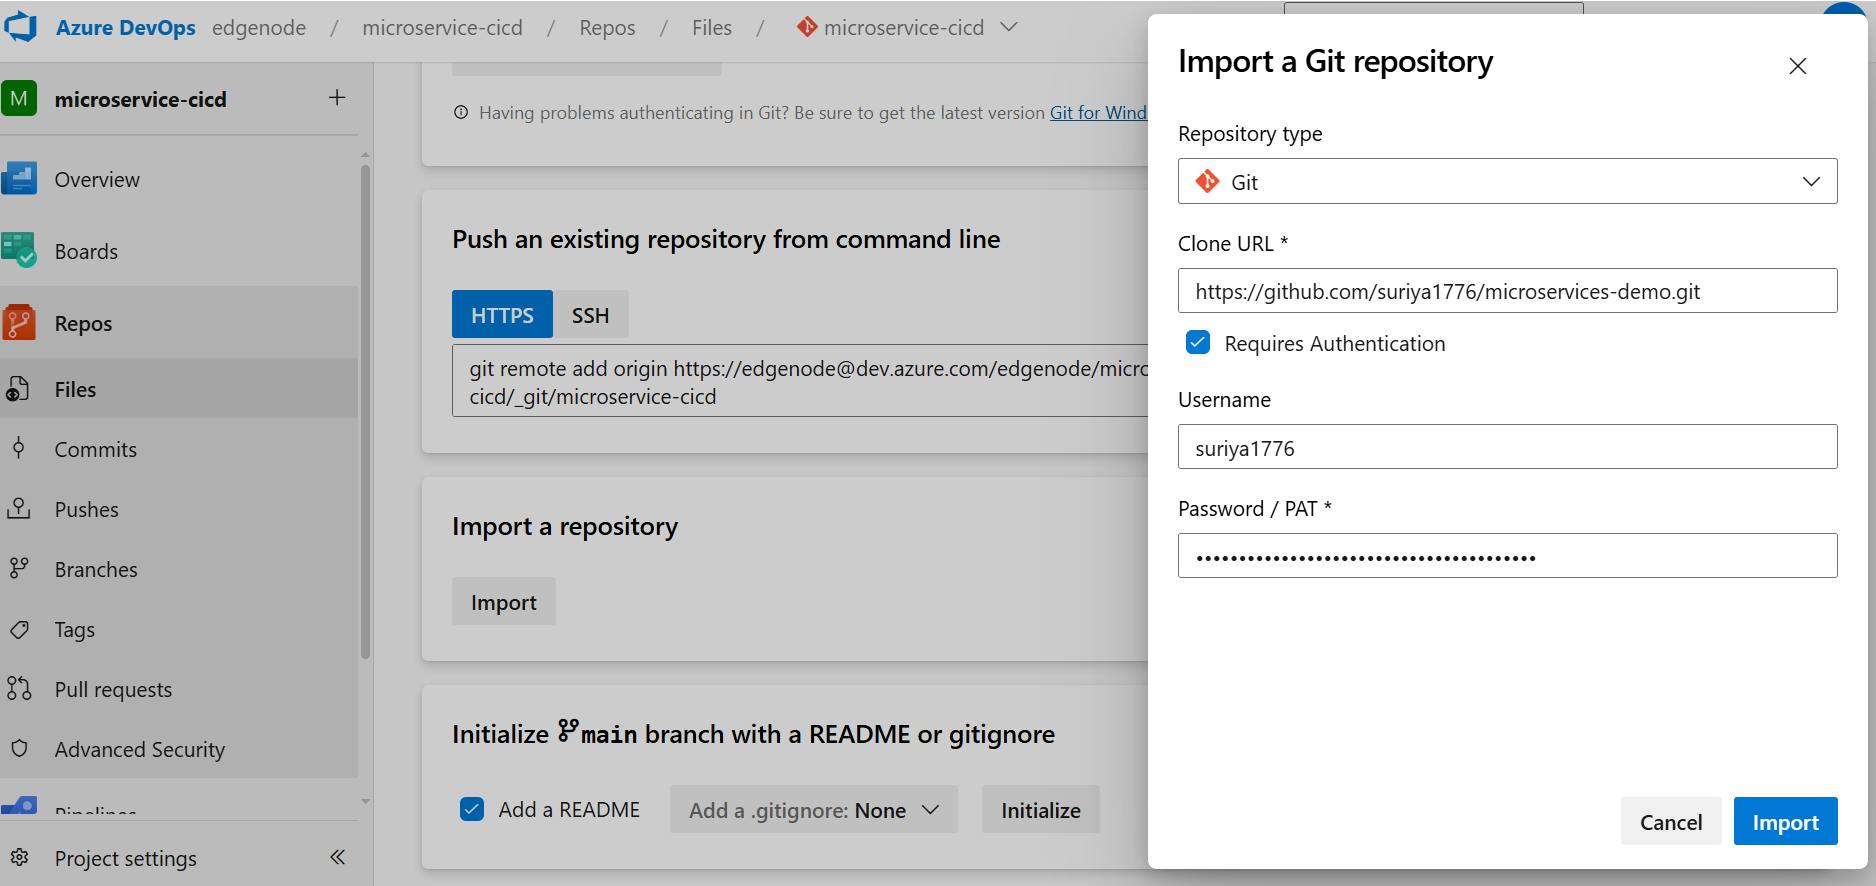 Azure DevOps edgenode / microservice-cicd / Repos / Files / microservice-cicd
M microservice-cicd
Overview
Boards
Repos
Files
Commits
Pushes
Branches
Tags
Pull requests
Advanced Security
Pipelines
Project settings
Having problems authenticating in Git? Be sure to get the latest version Git for Wind
Push an existing repository from command line
HTTPS SSH
git remote add origin https://edgenode@dev.azure.com/edgenode/micro
cicd/_git/microservice-cicd
Import a repository
Import
Initialize main branch with a README or gitignore
Add a README Add a .gitignore: None Initialize
Import a Git repository
Repository type
Git
Clone URL *
https://github.com/suriya1776/microservices-demo.git
Requires Authentication
Username
suriya1776
Password / PAT *
Cancel Import